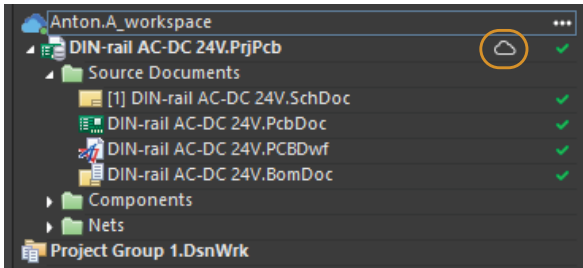 Anton.A_workspace
DIN-rail AC-DC 24V.PrjPcb
Source Documents
[1] DIN-rail AC-DC 24V.SchDoc
DIN-rail AC-DC 24V.PcbDoc
DIN-rail AC-DC 24V.PCBDwf
DIN-rail AC-DC 24V.BomDoc
Components
Nets
Project Group 1.DsnWrk